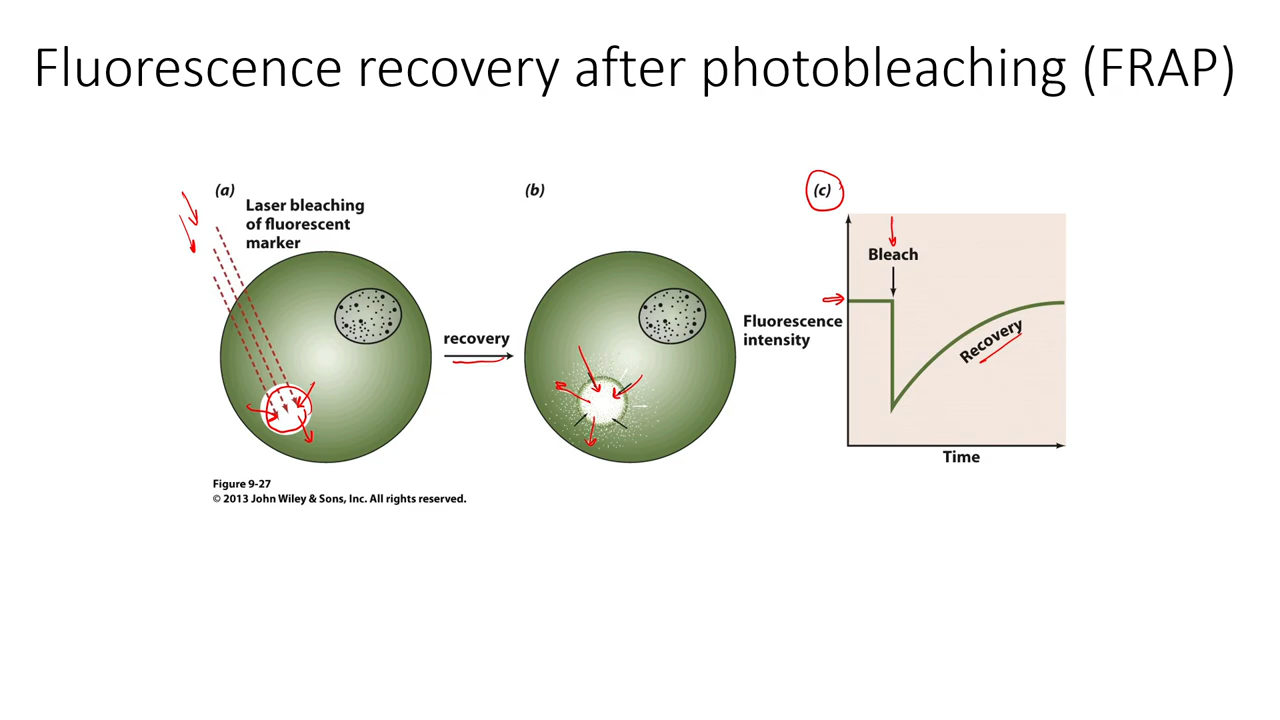 Fluorescence recovery after photobleaching (FRAP)
(a)
Laser bleaching
of fluorescent
marker
recovery
(b)
(c)
Bleach
Fluorescence
intensity
Recovery
Time
Figure 9-27
© 2013 John Wiley & Sons, Inc. All rights reserved.